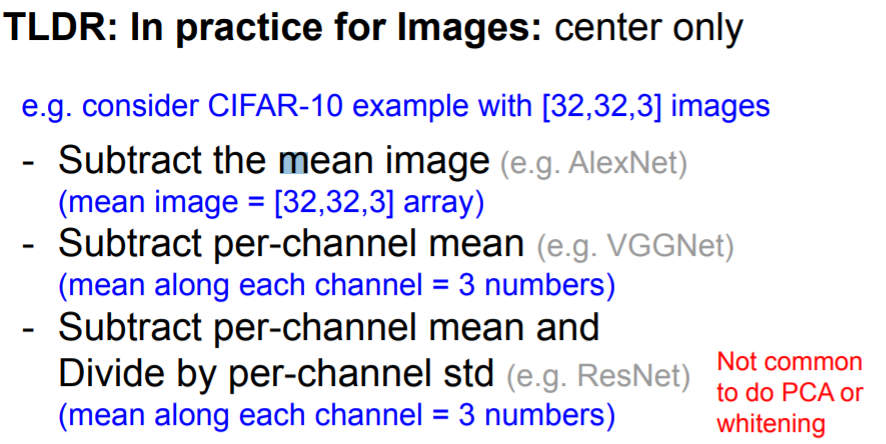 TLDR: In practice for Images: center only
e.g. consider CIFAR-10 example with [32,32,3] images
- Subtract the mean image (e.g. AlexNet)
(mean image = [32,32,3] array)
- Subtract per-channel mean (e.g. VGGNet)
(mean along each channel = 3 numbers)
- Subtract per-channel mean and
Divide by per-channel std (e.g. ResNet)
(mean along each channel = 3 numbers)
Not common
to do PCA or
whitening